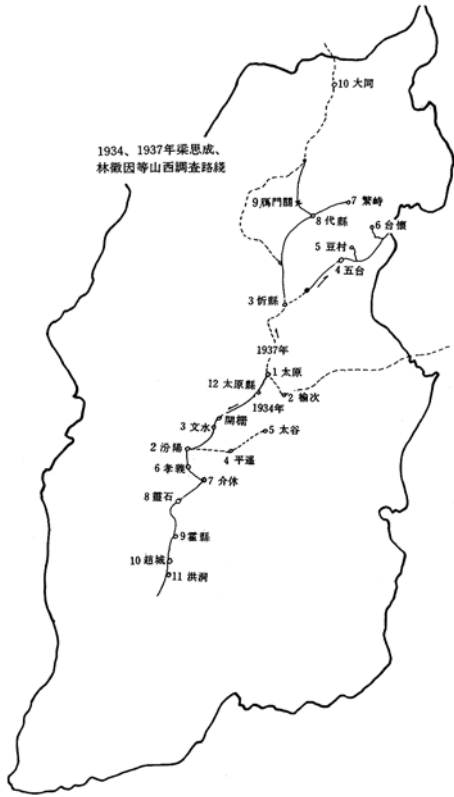 10 大同
1934、1937年梁思成、
林徽因等山西調查路綫
9 鴈門關
7 繁峙
8 代縣
6 台懷
5 豆村
4 五台
3 忻縣
1937年
1 太原
12 太原縣
2 榆次
1934年
開柵
3 文水
5 太谷
2 汾陽
4 平遥
6 孝義
7 介休
8 靈石
9 霍縣
10 趙城
11 洪洞